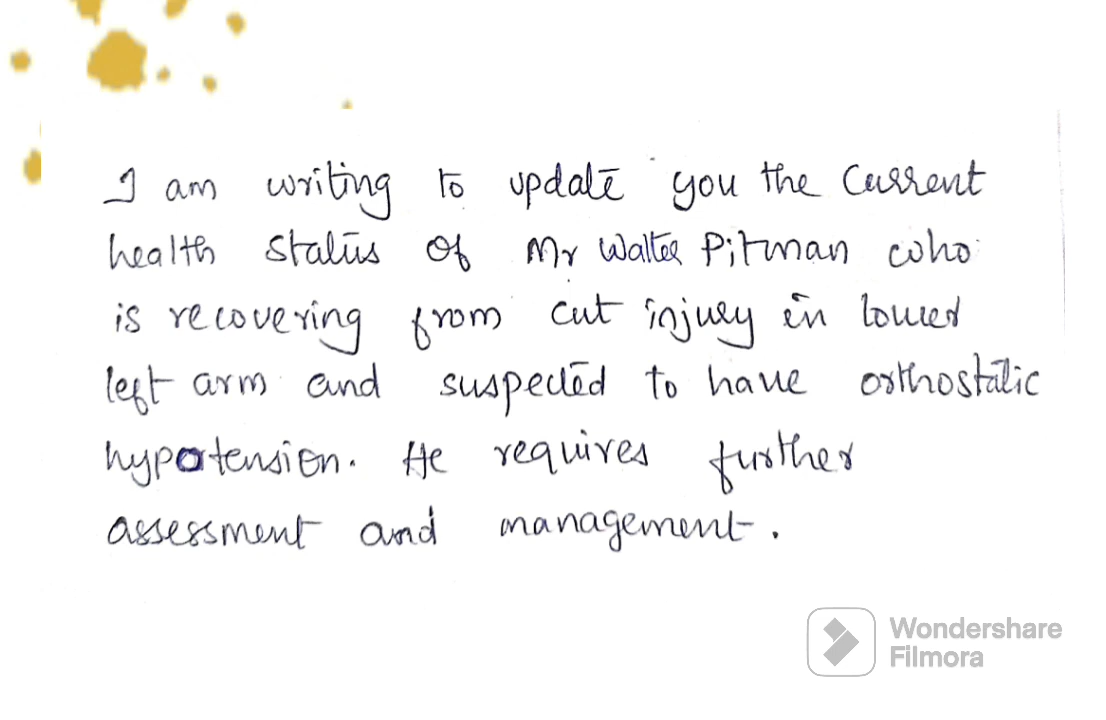 I am writing to update you the current
health status of Mr Walter Pitman who
is recovering from cut injury in lower
left arm and suspected to have orthostatic
hypotension. He requires further
assessment and management.
Wondershare
Filmora